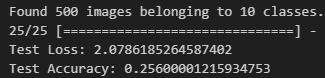 Found 500 images belonging to 10 classes.
25/25 [==============================] -
Test Loss: 2.0786185264587402
Test Accuracy: 0.25600001215934753